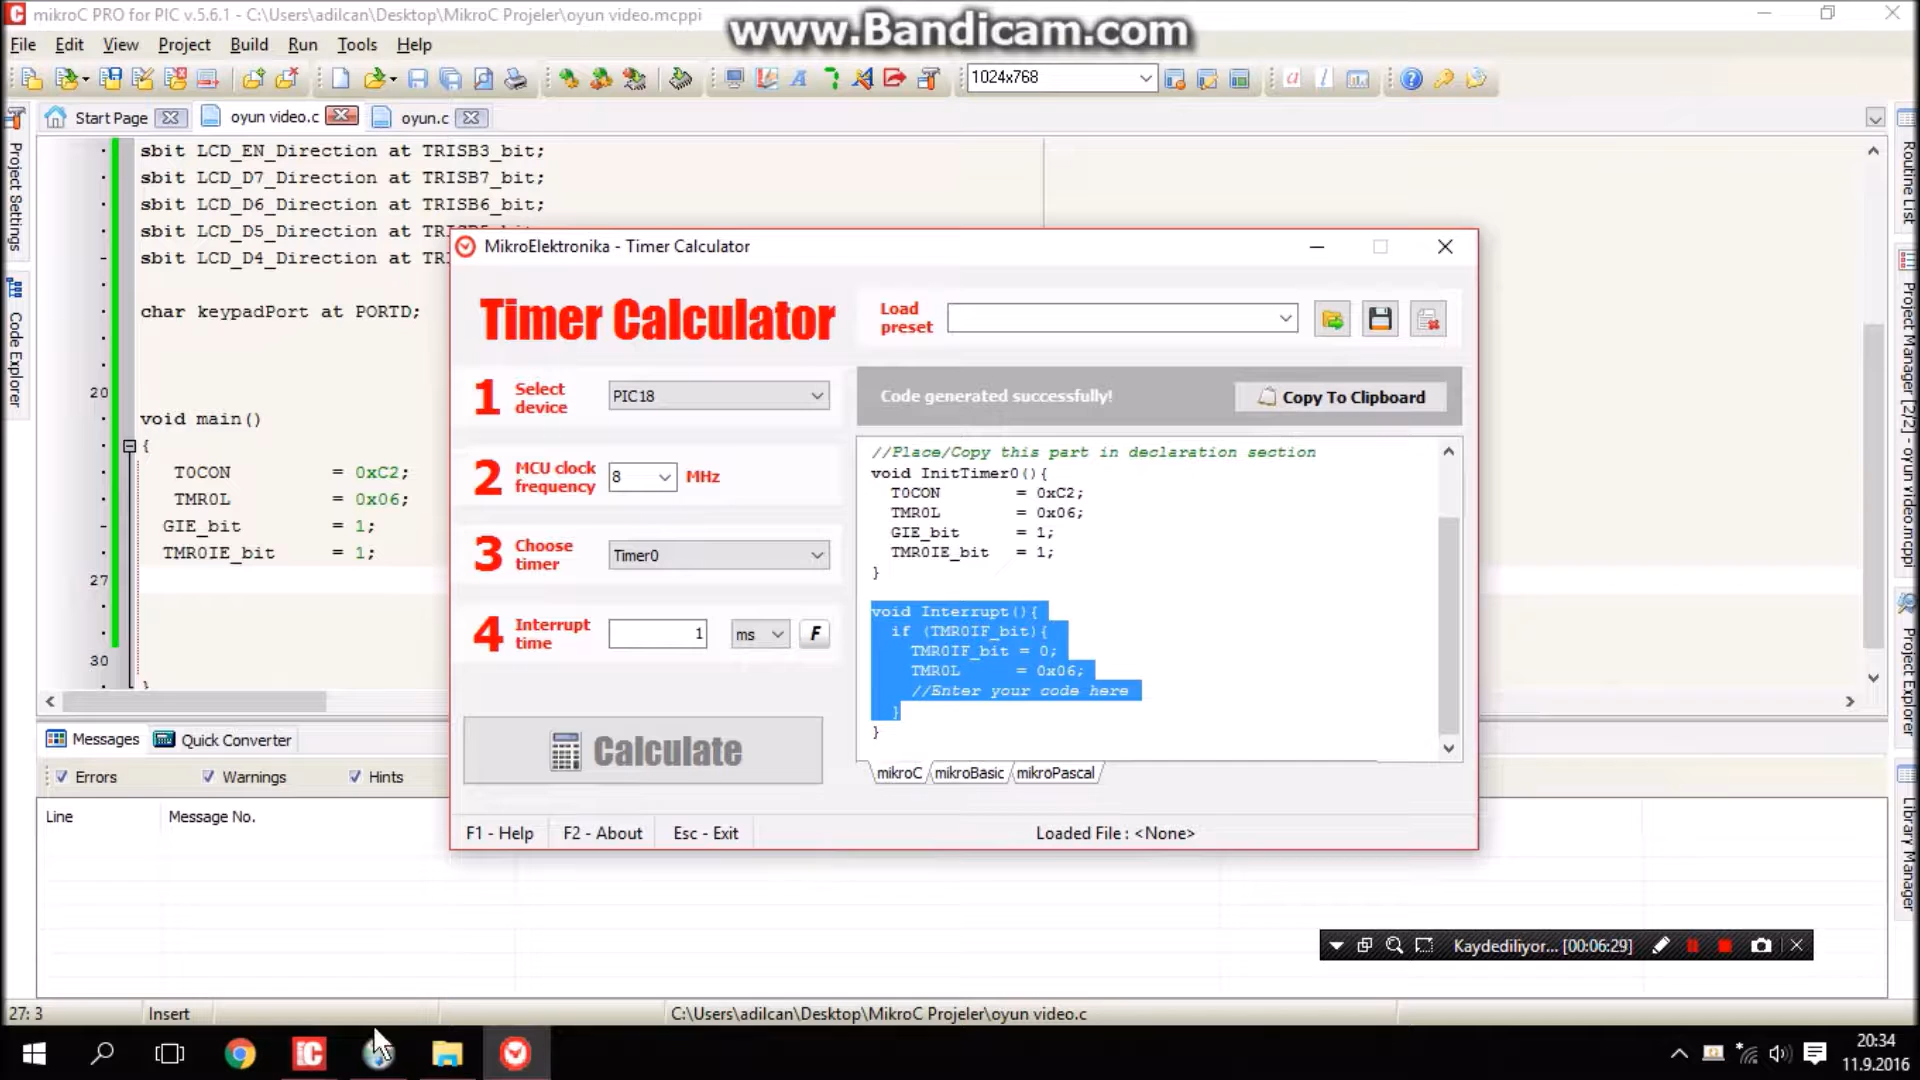 mikroC PRO for PIC v.5.6.1 - C:\Users\adilcan\Desktop\MikroC Projeler\oyun video.mcppi
www.Bandicam.com
File Edit View Project Build Run Tools Help
1024x768
Start Page oyun video.c oyun.c
sbit LCD_EN_Direction at TRISB3_bit;
sbit LCD_D7_Direction at TRISB7_bit;
sbit LCD_D6_Direction at TRISB6_bit;
sbit LCD_D5_Direction at
sbit LCD_D4_Direction at
char keypadPort at PORTD;
20
void main()
{
T0CON = 0xC2;
TMR0L = 0x06;
GIE_bit = 1;
TMR0IE_bit = 1;
27
30
}
Project Settings
Code Explorer
MikroElektronika - Timer Calculator
Timer Calculator
Load preset
1 Select device PIC18
2 MCU clock frequency 8 MHz
3 Choose timer Timer0
4 Interrupt time 1 ms F
Calculate
Code generated successfully! Copy To Clipboard
//Place/Copy this part in declaration section
void InitTimer0(){
T0CON = 0xC2;
TMR0L = 0x06;
GIE_bit = 1;
TMR0IE_bit = 1;
}
void Interrupt(){
if (TMR0IF_bit){
TMR0IF_bit = 0;
TMR0L = 0x06;
//Enter your code here
}
}
mikroC mikroBasic mikroPascal
F1 - Help F2 - About Esc - Exit Loaded File : <None>
Routine List
Project Manager [2/2] - oyun video.mcppi
Project Explorer
Library Manager
Messages Quick Converter
Errors Warnings Hints
Line Message No.
Kaydediliyor... [00:06:29]
27: 3 Insert C:\Users\adilcan\Desktop\MikroC Projeler\oyun video.c
20:34
11.9.2016